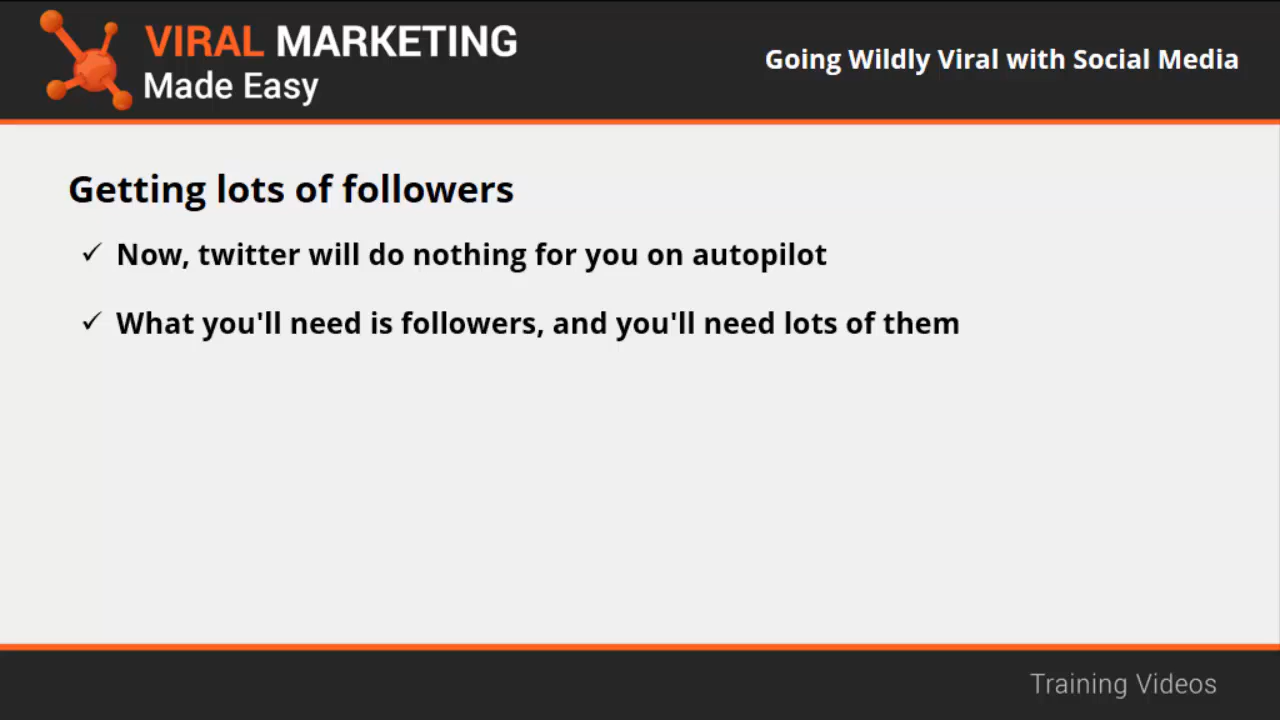 VIRAL MARKETING
Made Easy
Going Wildly Viral with Social Media
Getting lots of followers
✓ Now, twitter will do nothing for you on autopilot
✓ What you'll need is followers, and you'll need lots of them
Training Videos